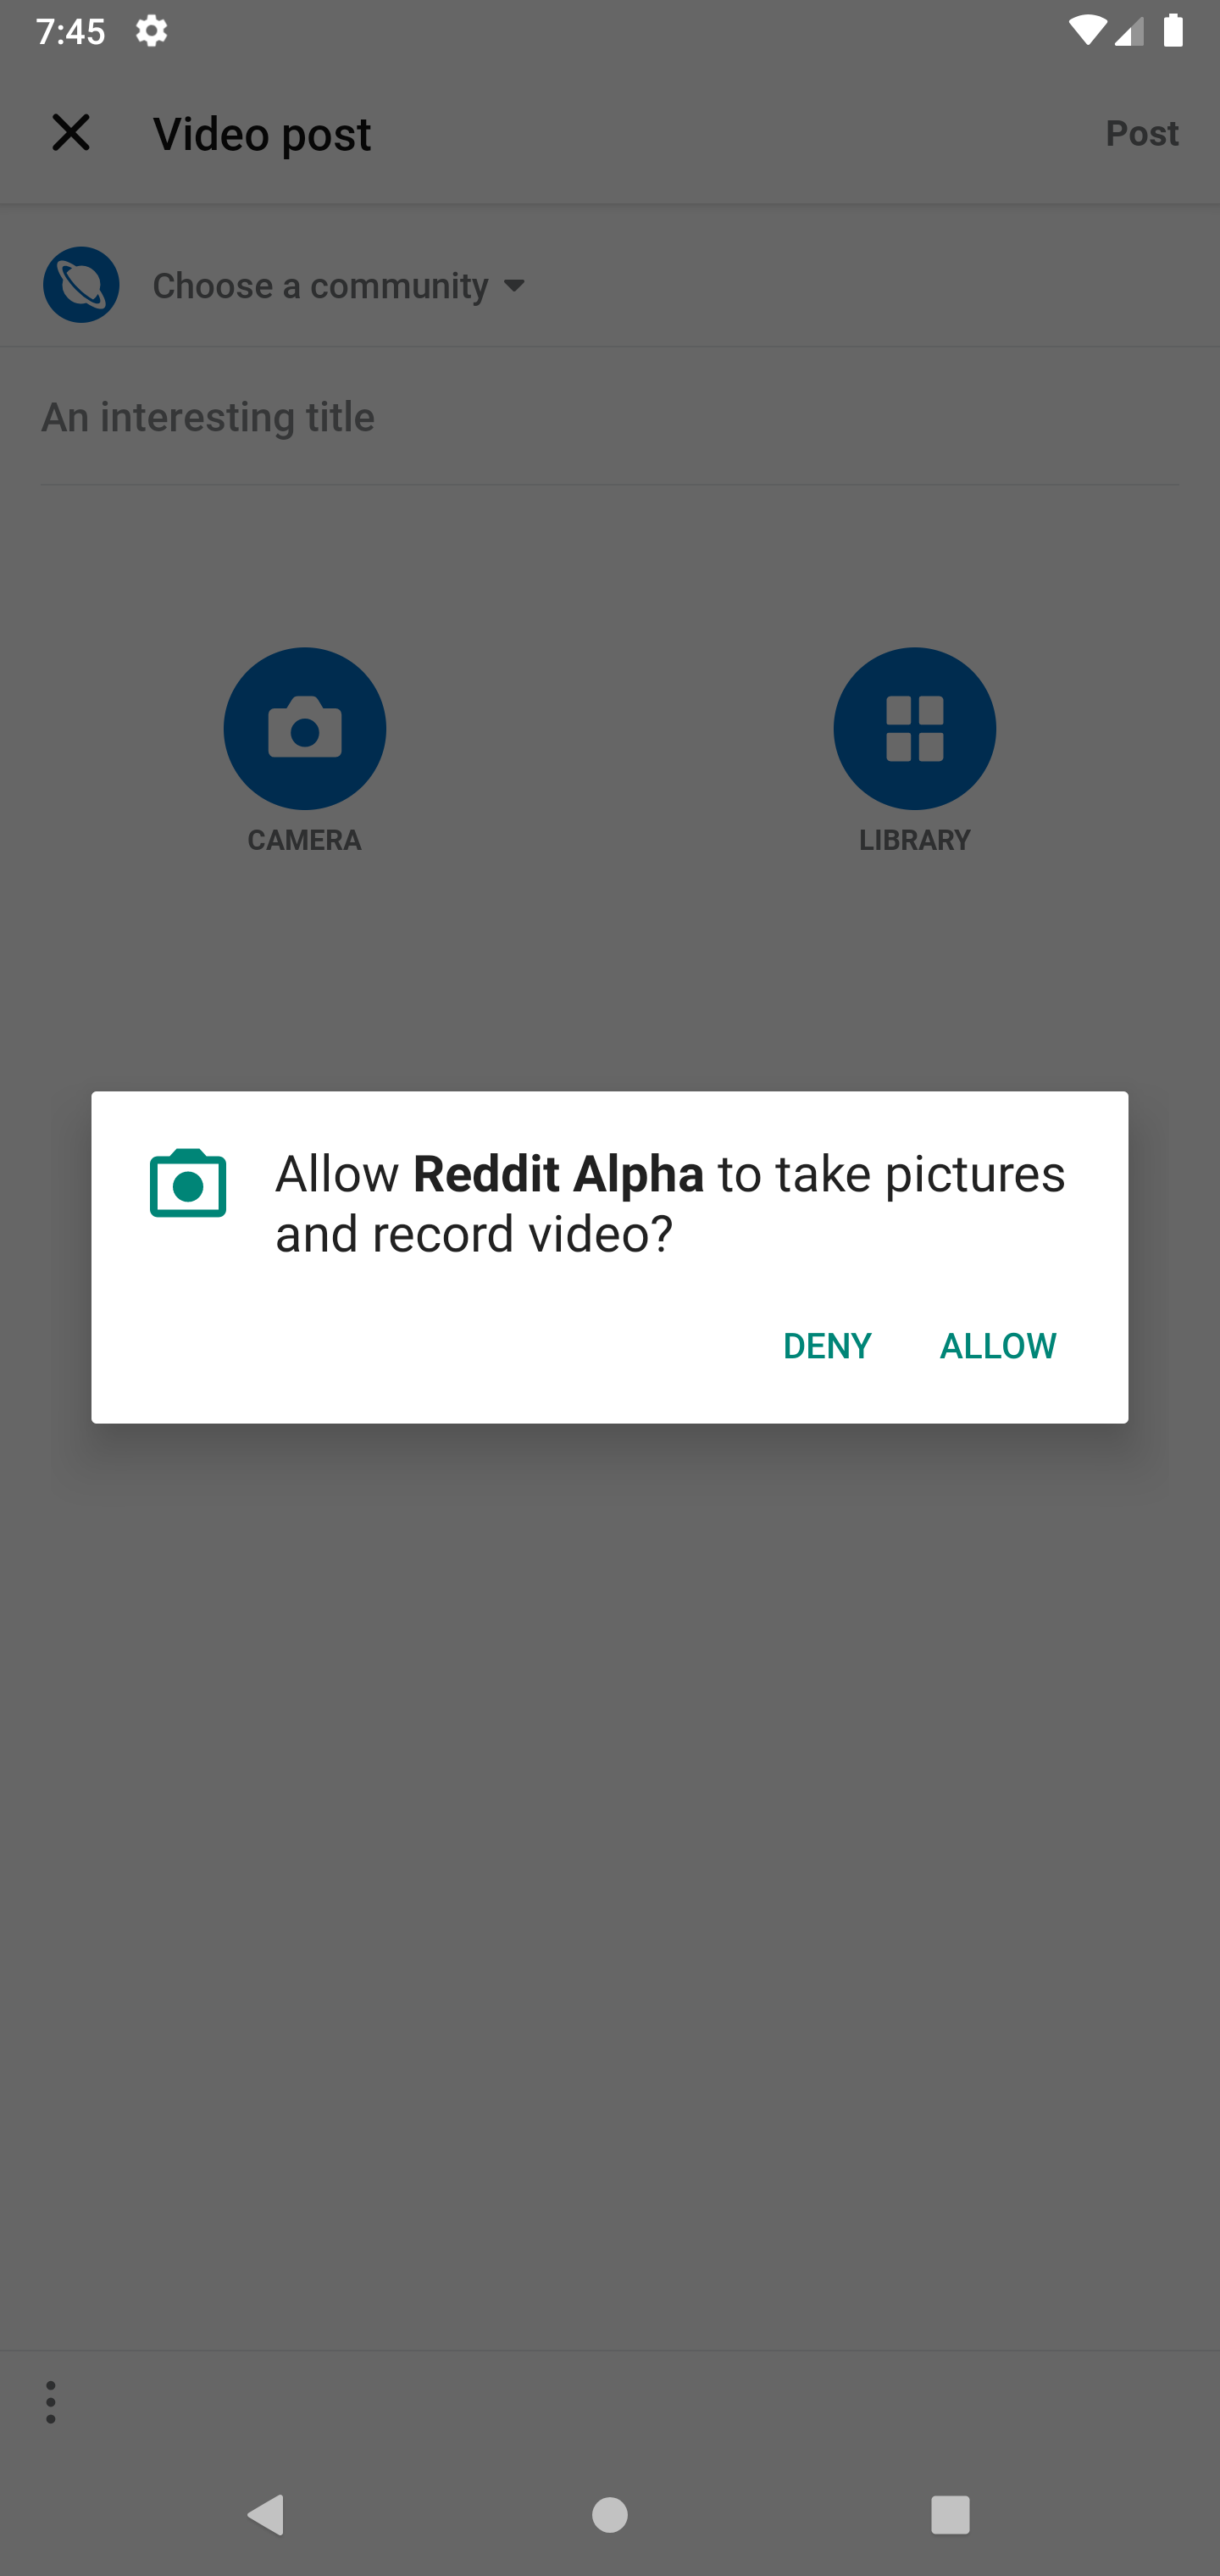 7:45
Video post
Post
Choose a community
An interesting title
CAMERA
LIBRARY
Allow Reddit Alpha to take pictures
and record video?
DENY
ALLOW